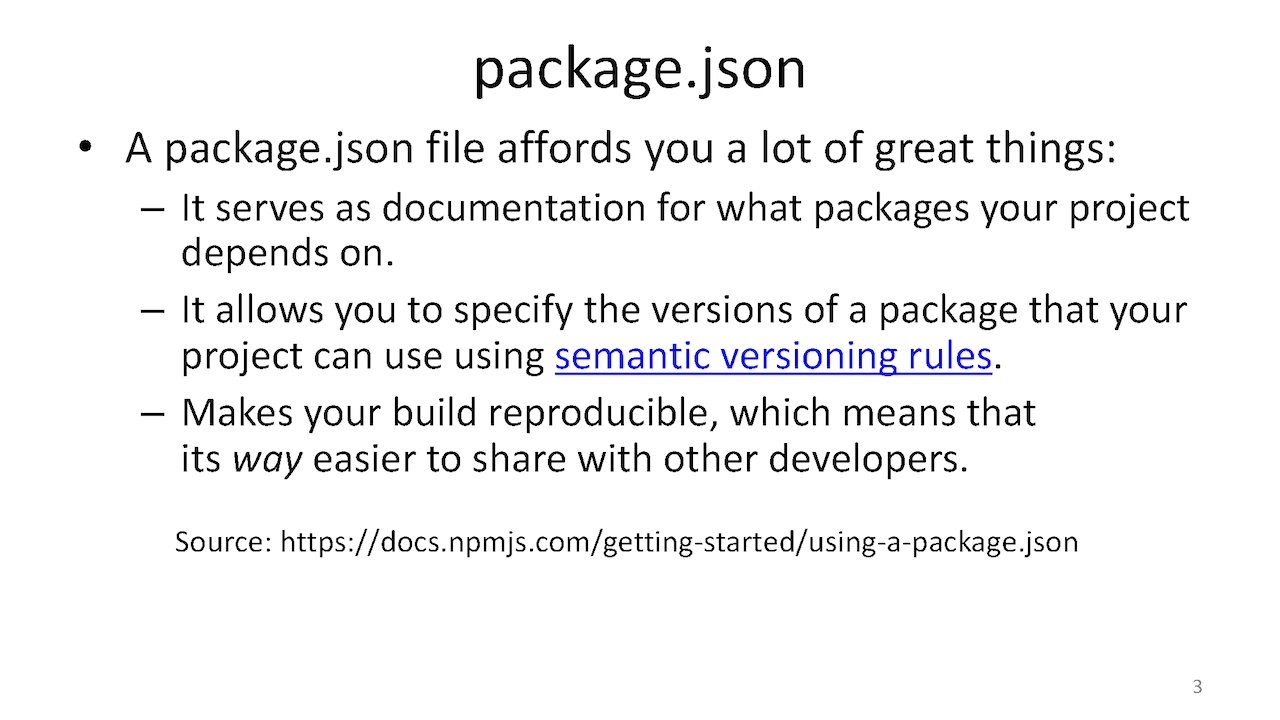 package.json
• A package.json file affords you a lot of great things:
– It serves as documentation for what packages your project
depends on.
– It allows you to specify the versions of a package that your
project can use using semantic versioning rules.
– Makes your build reproducible, which means that
its way easier to share with other developers.
Source: https://docs.npmjs.com/getting-started/using-a-package.json
3